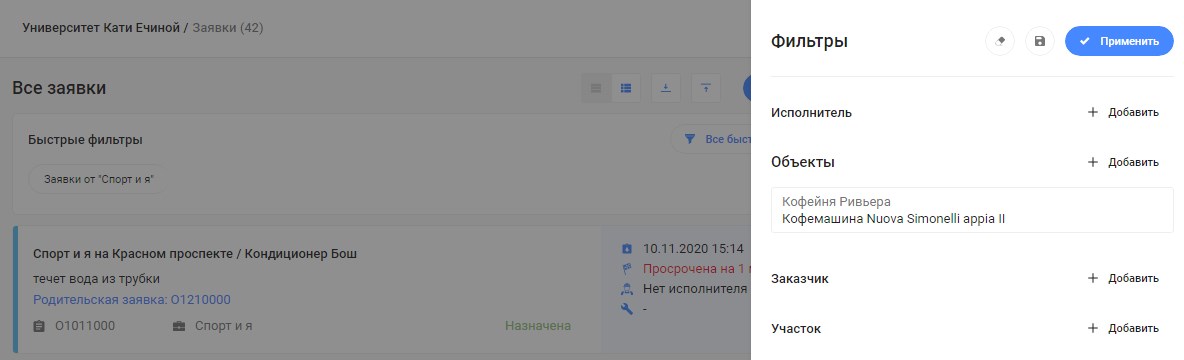 Университет Кати Ечиной / Заявки (42)
Все заявки
Быстрые фильтры
Все быст
Заявки от "Спорт и я"
Спорт и я на Красном проспекте / Кондиционер Бош
течет вода из трубки
Родительская заявка: О1210000
О1011000
Спорт и я
Назначена
10.11.2020 15:14
Просрочена на 1
Нет исполнителя
-
Фильтры
Применить
Исполнитель
Добавить
Объекты
Добавить
Кофейня Ривьера
Кофемашина Nuova Simonelli appia II
Заказчик
Добавить
Участок
Добавить